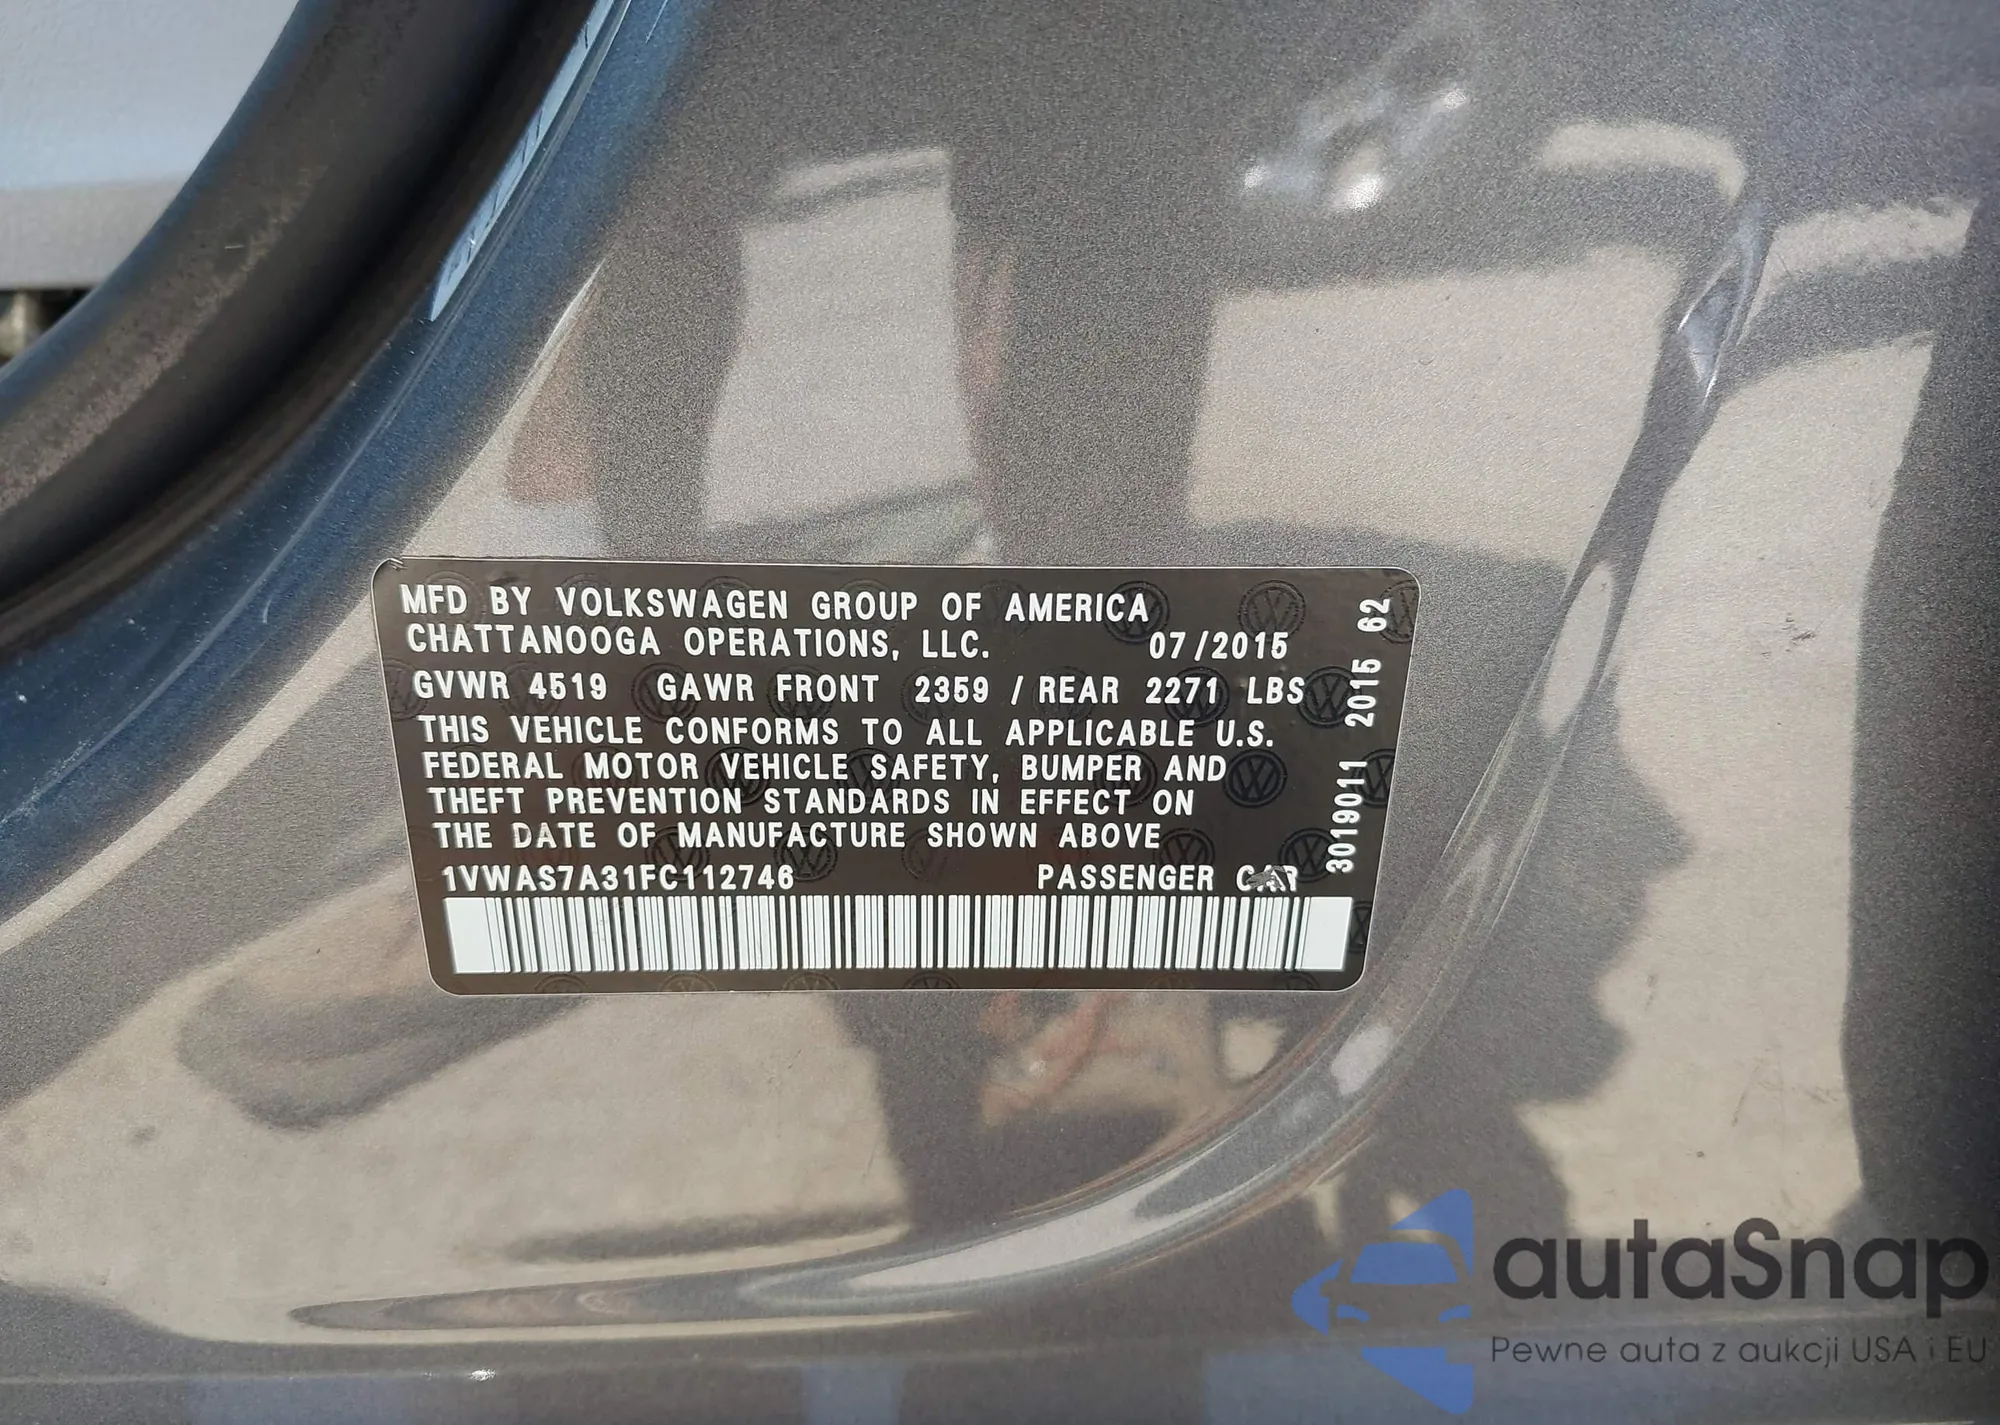 MFD BY VOLKSWAGEN GROUP OF AMERICA
CHATTANOOGA OPERATIONS, LLC. 07/2015
GVWR 4519 GAWR FRONT 2359 / REAR 2271 LBS
THIS VEHICLE CONFORMS TO ALL APPLICABLE U.S.
FEDERAL MOTOR VEHICLE SAFETY, BUMPER AND
THEFT PREVENTION STANDARDS IN EFFECT ON
THE DATE OF MANUFACTURE SHOWN ABOVE
1VWAS7A31FC112746 PASSENGER CAR
3019011 2015 62
autaSnap
Pewne auta z aukcji USA i EU